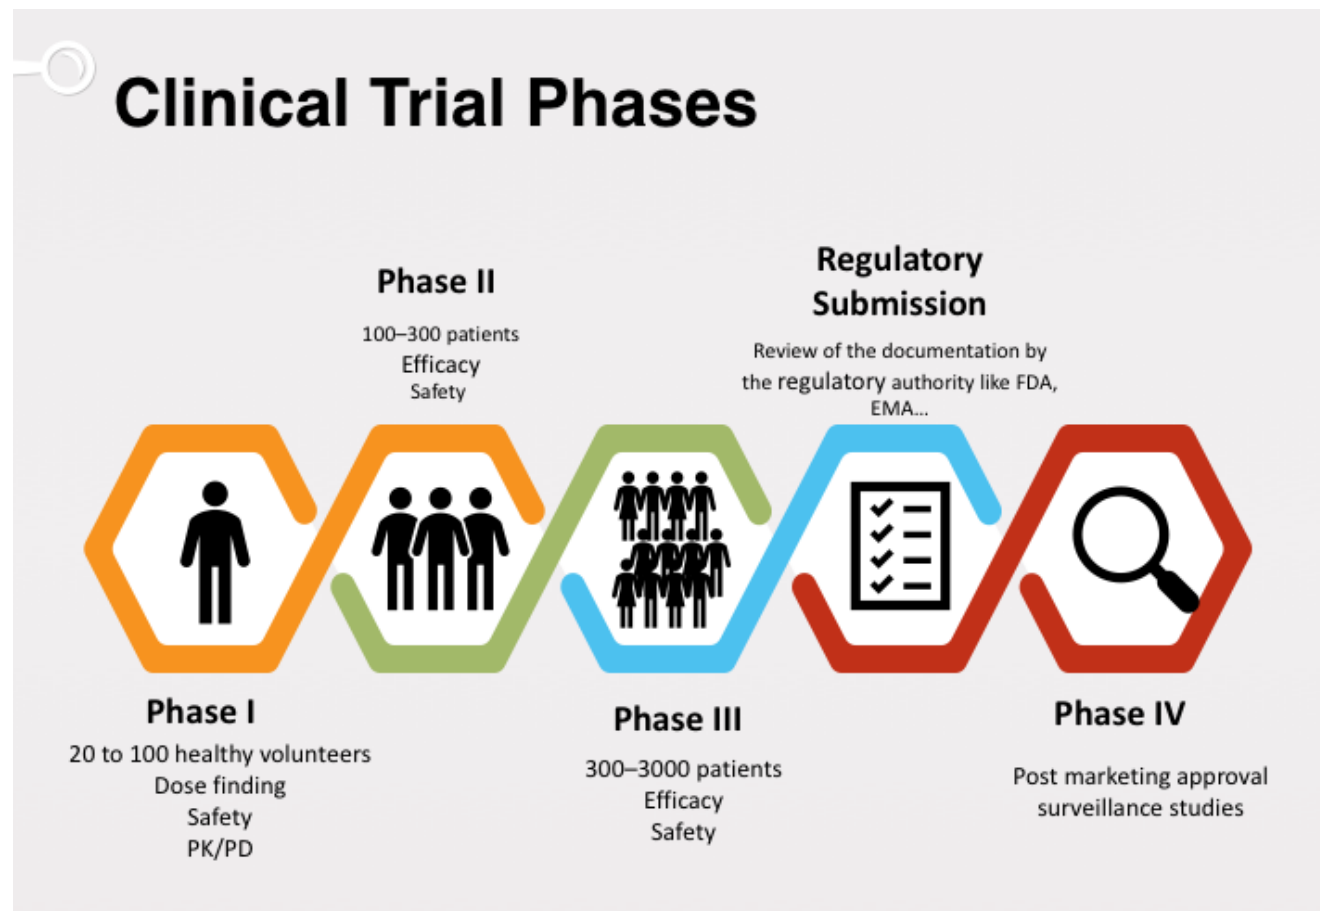 Clinical Trial Phases
Phase II
100–300 patients
Efficacy
Safety
Regulatory
Submission
Review of the documentation by
the regulatory authority like FDA,
EMA...
Phase I
20 to 100 healthy volunteers
Dose finding
Safety
PK/PD
Phase III
300–3000 patients
Efficacy
Safety
Phase IV
Post marketing approval
surveillance studies